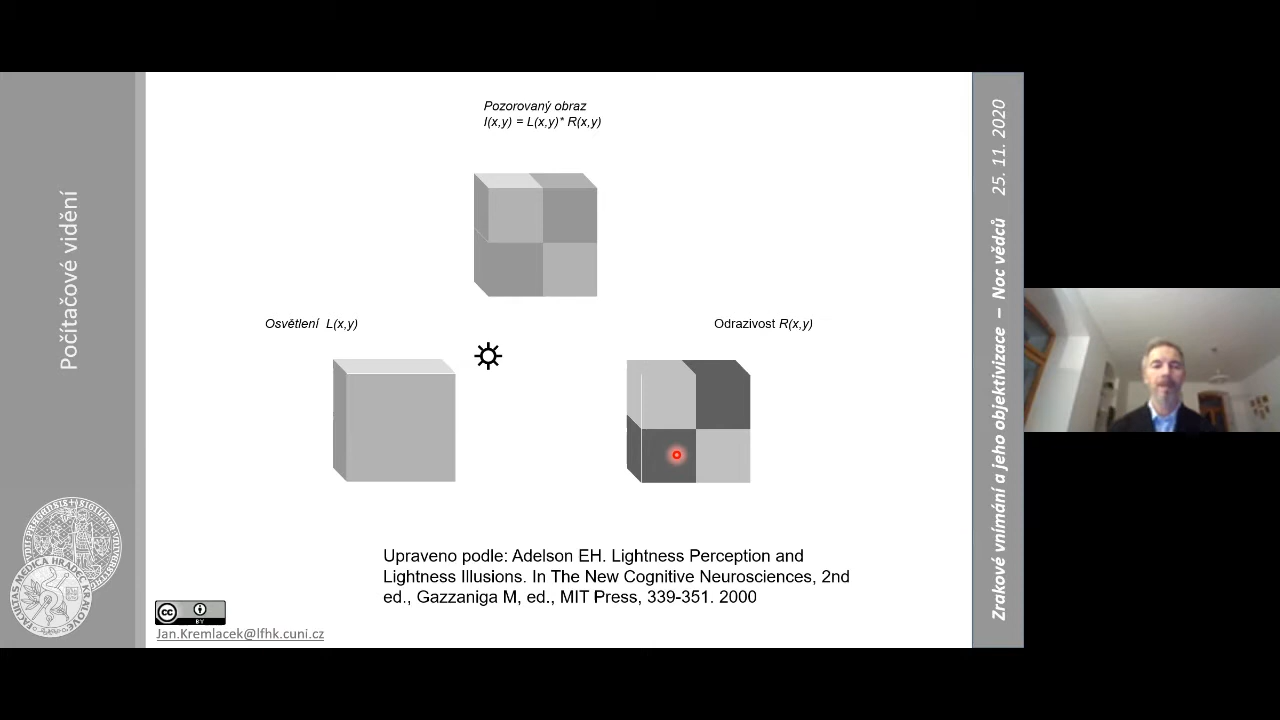 Počítačové vidění
Pozorovaný obraz
I(x,y) = L(x,y)* R(x,y)
Osvětlení L(x,y)
Odrazivost R(x,y)
Upraveno podle: Adelson EH. Lightness Perception and
Lightness Illusions. In The New Cognitive Neurosciences, 2nd
ed., Gazzaniga M, ed., MIT Press, 339-351. 2000
cc
BY
Jan.Kremlacek@lfhk.cuni.cz
Zrakové vnímání a jeho objektivizace – Noc vědců 25. 11. 2020